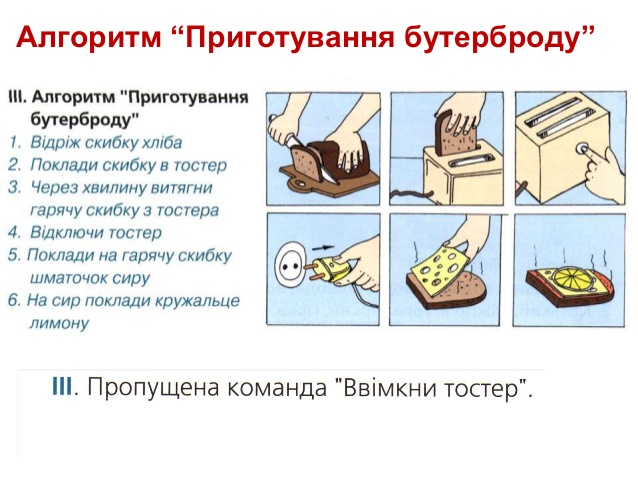 Алгоритм “Приготування бутерброду”
III. Алгоритм "Приготування
бутерброду"
1. Відріж скибку хліба
2. Поклади скибку в тостер
3. Через хвилину витягни
гарячу скибку з тостера
4. Відключи тостер
5. Поклади на гарячу скибку
шматочок сиру
6. На сир поклади кружальце
лимону
III. Пропущена команда "Ввімкни тостер".